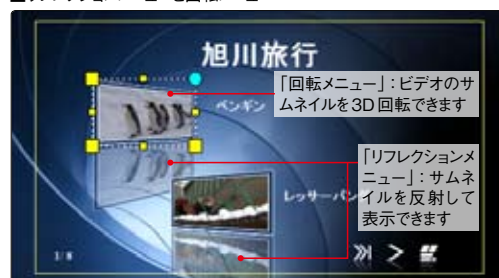 旭川旅行
「回転メニュー」：ビデオのサ
ムネイルを3D回転できます
ペンギン
「リフレクションメ
ニュー」：サムネ
イルを反射して
表示できます
レッサーパンダ
1/8